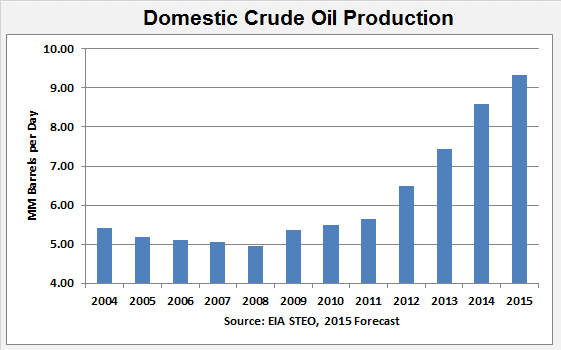 Domestic Crude Oil Production
10.00
9.00
8.00
7.00
6.00
5.00
4.00
MM Barrels per Day
2004 2005 2006 2007 2008 2009 2010 2011 2012 2013 2014 2015
Source: EIA STEO, 2015 Forecast